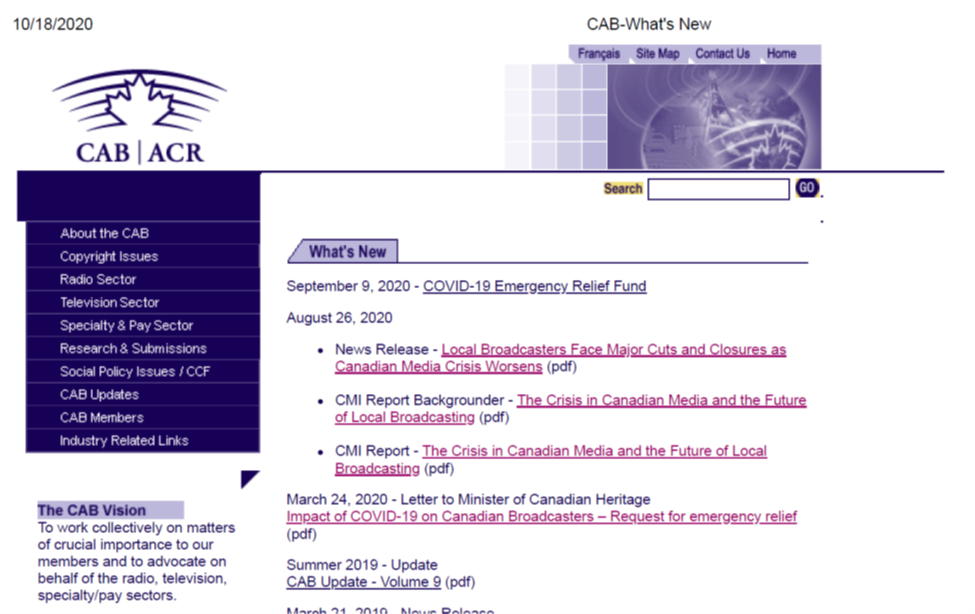 10/18/2020
CAB-What's New
Français Site Map Contact Us Home
CAB | ACR
Search GO
About the CAB
Copyright Issues
Radio Sector
Television Sector
Specialty & Pay Sector
Research & Submissions
Social Policy Issues / CCF
CAB Updates
CAB Members
Industry Related Links
The CAB Vision
To work collectively on matters
of crucial importance to our
members and to advocate on
behalf of the radio, television,
specialty/pay sectors.
What's New
September 9, 2020 - COVID-19 Emergency Relief Fund
August 26, 2020
• News Release - Local Broadcasters Face Major Cuts and Closures as
Canadian Media Crisis Worsens (pdf)
• CMI Report Backgrounder - The Crisis in Canadian Media and the Future
of Local Broadcasting (pdf)
• CMI Report - The Crisis in Canadian Media and the Future of Local
Broadcasting (pdf)
March 24, 2020 - Letter to Minister of Canadian Heritage
Impact of COVID-19 on Canadian Broadcasters – Request for emergency relief
(pdf)
Summer 2019 - Update
CAB Update - Volume 9 (pdf)
March 21, 2019 - News Release